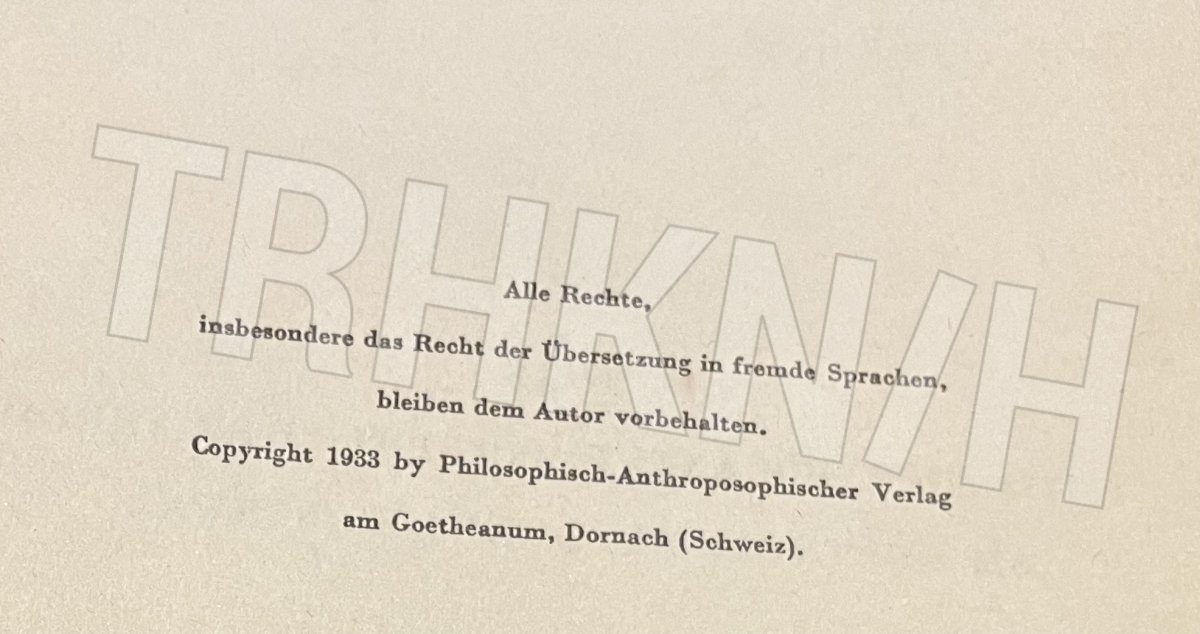 TRHKN/H
Alle Rechte,
insbesondere das Recht der Übersetzung in fremde Sprachen,
bleiben dem Autor vorbehalten.
Copyright 1933 by Philosophisch-Anthroposophischer Verlag
am Goetheanum, Dornach (Schweiz).